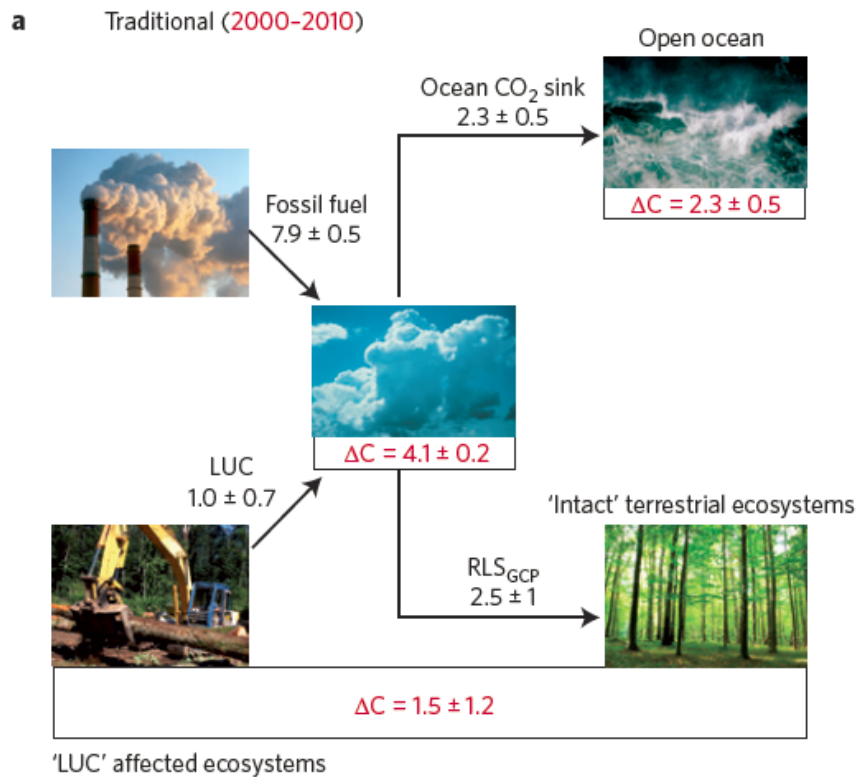 a Traditional (2000–2010)
Open ocean
Ocean CO₂ sink
2.3 ± 0.5
ΔC = 2.3 ± 0.5
Fossil fuel
7.9 ± 0.5
ΔC = 4.1 ± 0.2
LUC
1.0 ± 0.7
'Intact' terrestrial ecosystems
RLS_GCP
2.5 ± 1
ΔC = 1.5 ± 1.2
'LUC' affected ecosystems